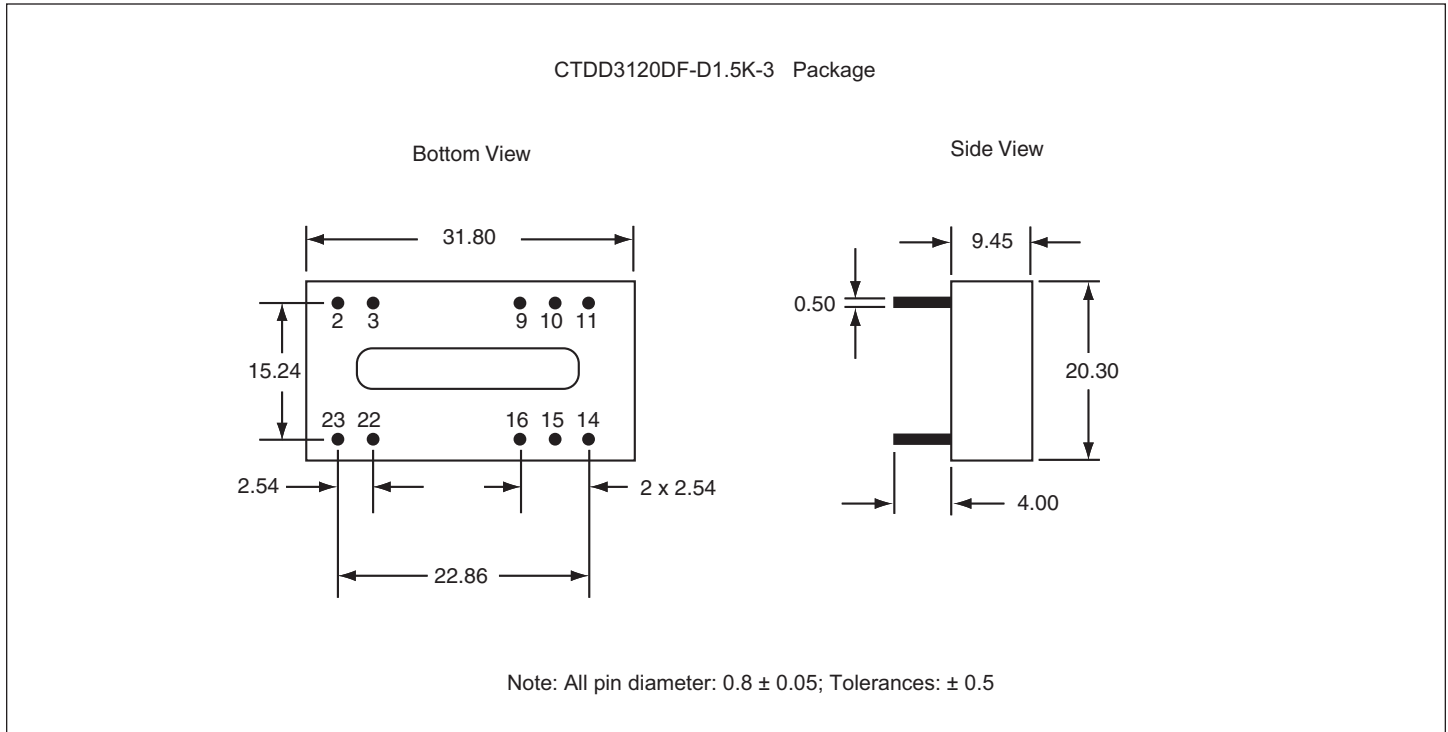 CTDD3120DF-D1.5K-3 Package
Bottom View
Side View
31.80
9.45
2 3 9 10 11
0.50
15.24
20.30
23 22 16 15 14
2.54
2 x 2.54
4.00
22.86
Note: All pin diameter: 0.8 ± 0.05; Tolerances: ± 0.5